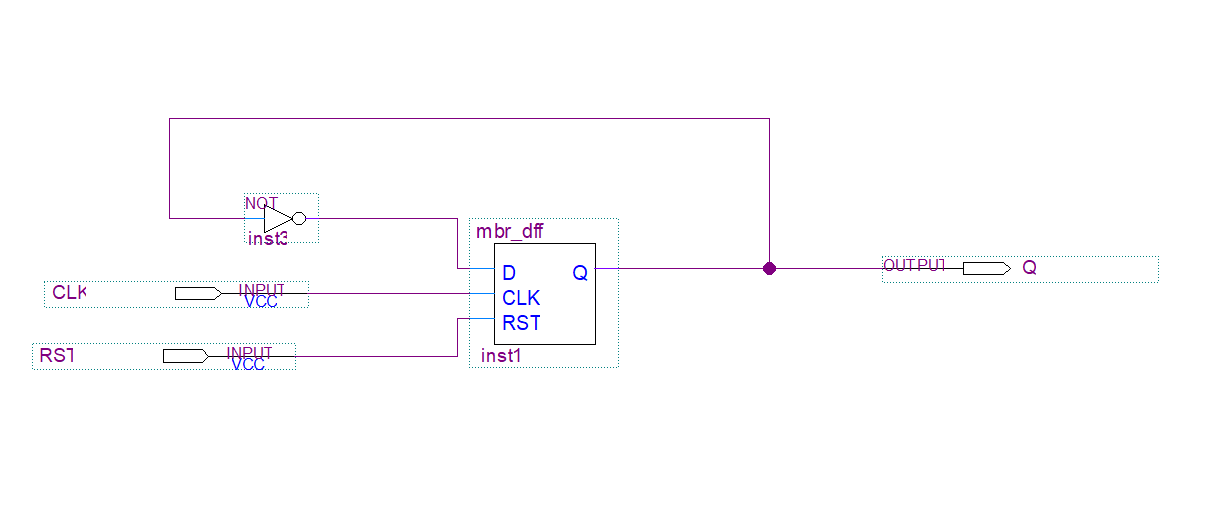 NOT
inst3
mbr_dff
D
Q
CLK
RST
inst1
CLK
INPUT
VCC
RST
INPUT
VCC
OUTPUT
Q